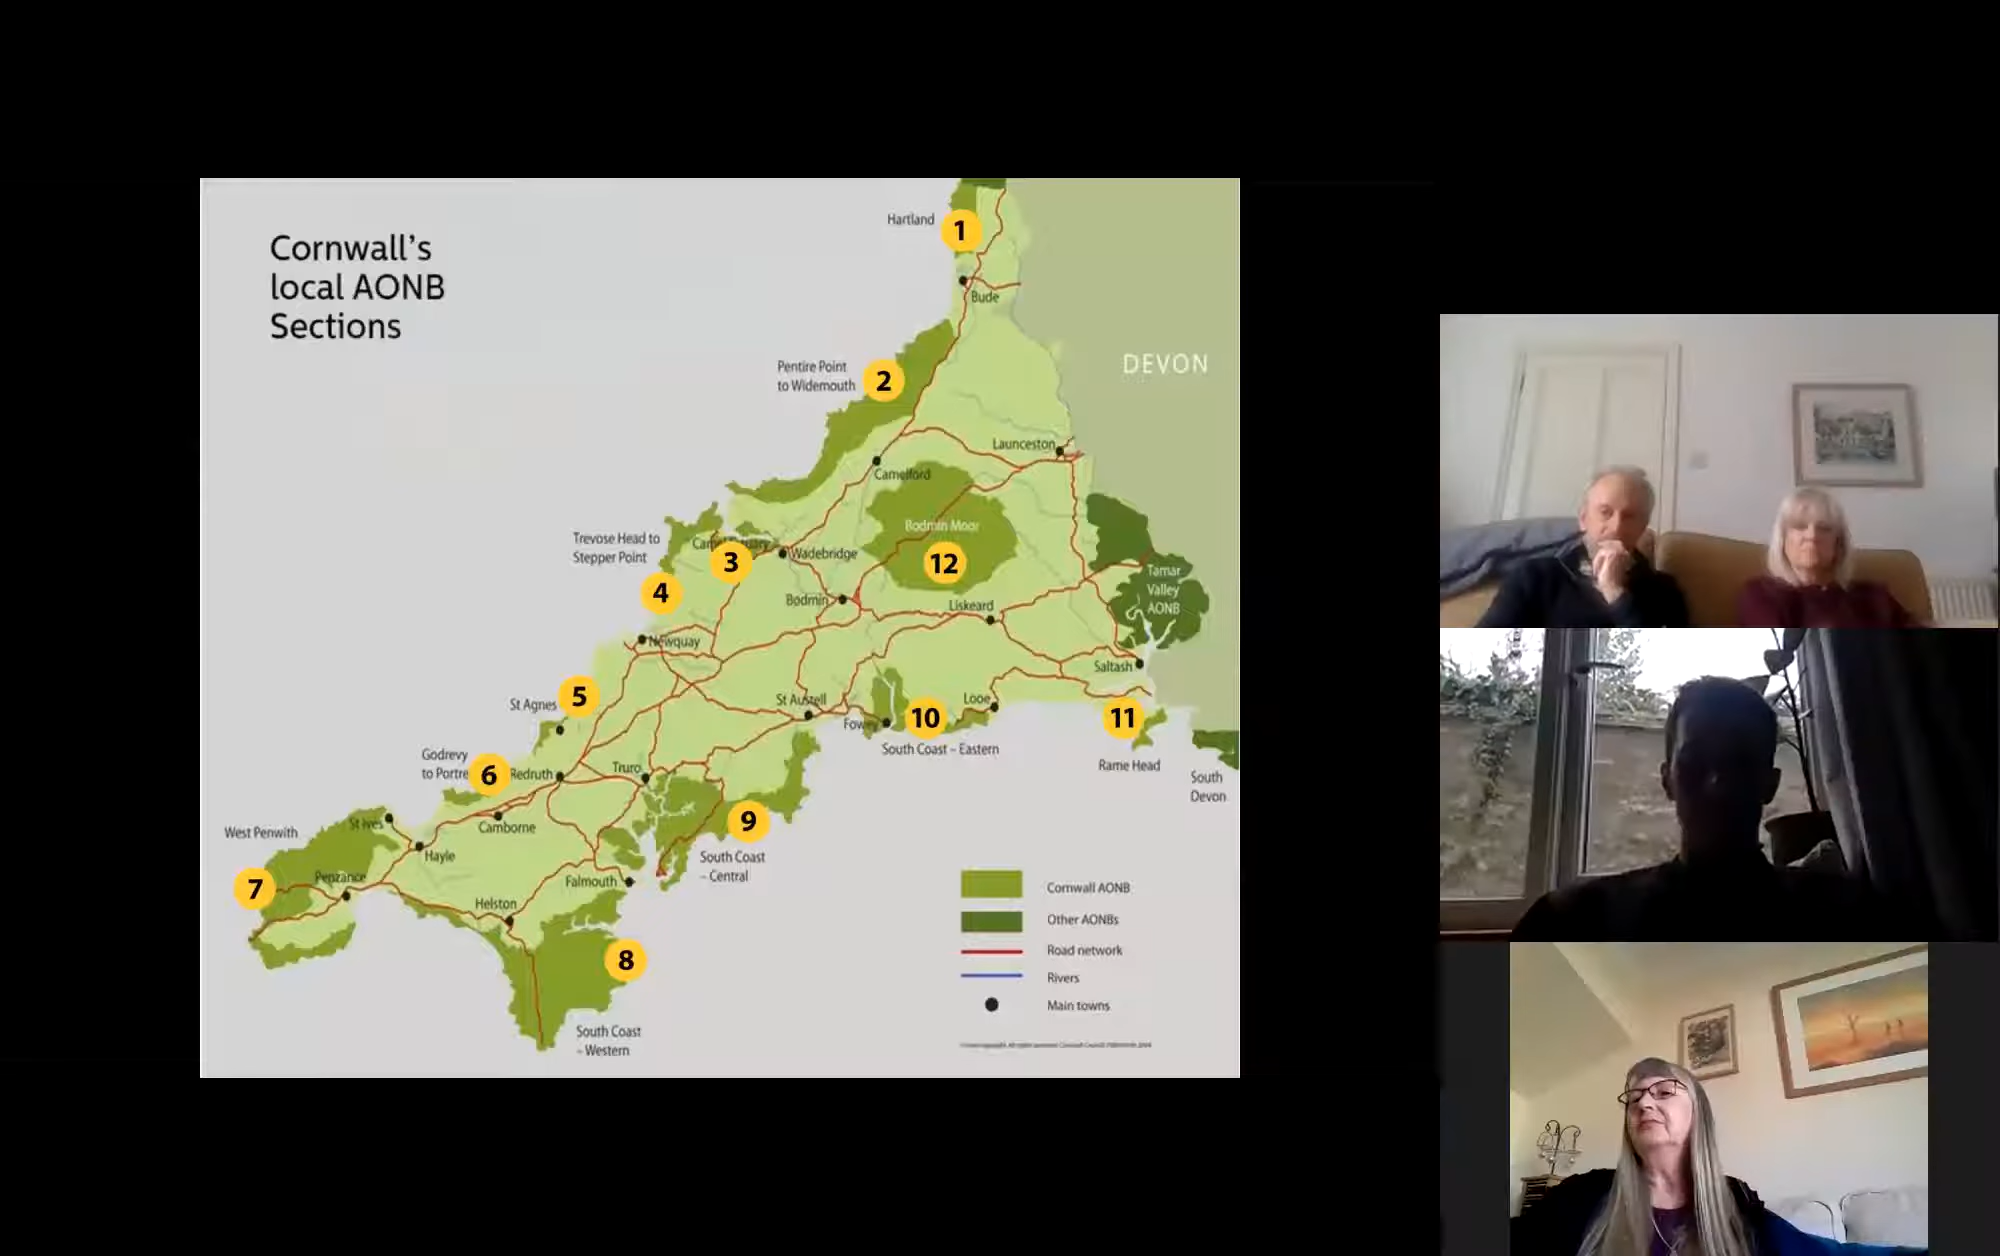 Cornwall's
local AONB
Sections
Hartland
1
Bude
DEVON
Pentire Point
to Widemouth
2
Launceston
Camelford
Bodmin Moor
12
Trevose Head to
Stepper Point
3
4
Wadebridge
Bodmin
Liskeard
Tamar
Valley
AONB
Newquay
Saltash
St Agnes
5
St Austell
Fowey
10
Looe
11
South Coast – Eastern
Rame Head
South
Devon
Godrevy
to Portre
6
Redruth
Truro
Camborne
9
South Coast
– Central
West Penwith
St Ives
Hayle
7
Penzance
Falmouth
Helston
8
South Coast
– Western
Cornwall AONB
Other AONBs
Road network
Rivers
Main towns